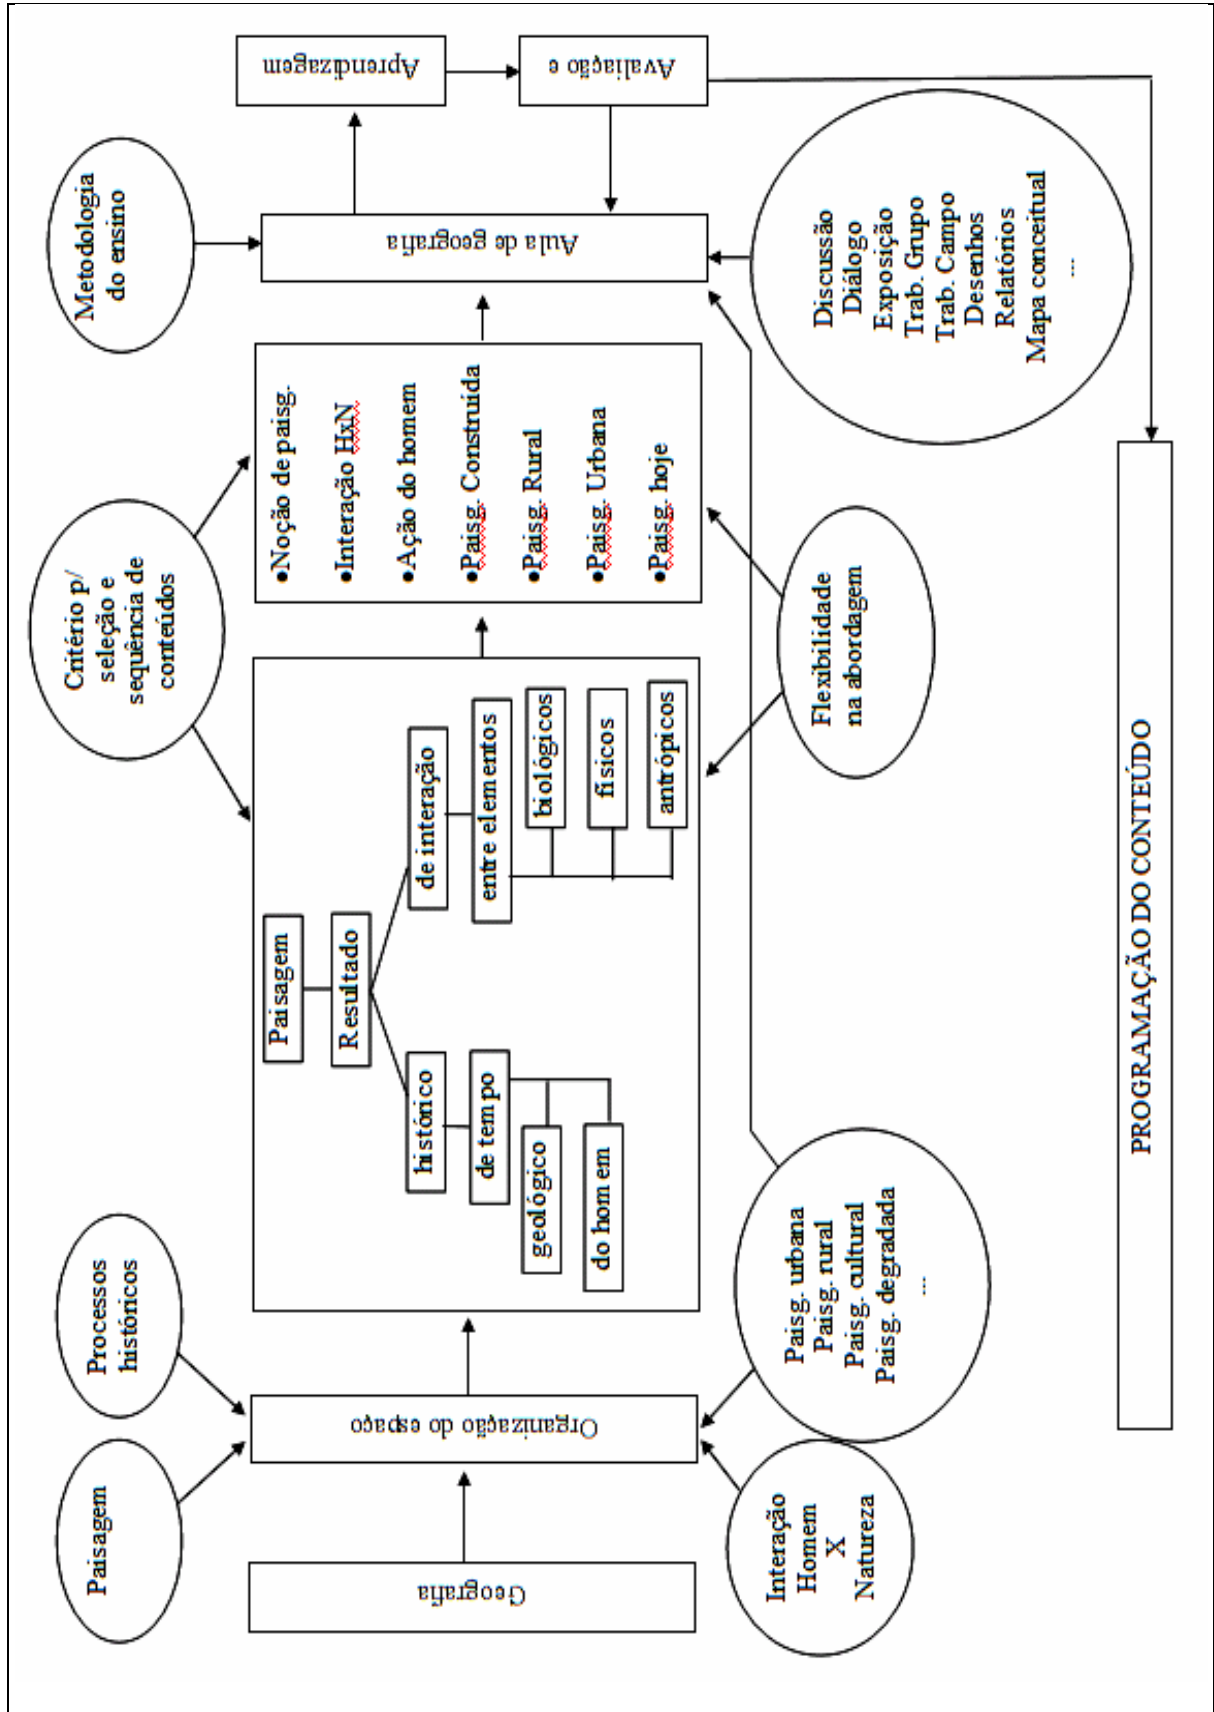 Geografia
Paisagem
Processos
históricos
Organização do espaço
Interação
Homem
X
Natureza
Paisg. urbana
Paisg. rural
Paisg. cultural
Paisg. degradada
...
Paisagem
Resultado
histórico
de tempo
geológico
do homem
de interação
entre elementos
biológicos
físicos
antrópicos
Critério p/
seleção e
sequência de
conteúdos
•Noção de paisg.
•Interação HxN
•Ação do homem
•Paisg. Construída
•Paisg. Rural
•Paisg. Urbana
•Paisg. hoje
Flexibilidade
na abordagem
Metodologia
do ensino
Aula de geografia
Discussão
Diálogo
Exposição
Trab. Grupo
Trab. Campo
Desenhos
Relatórios
Mapa conceitual
...
Aprendizagem
Avaliação e
PROGRAMAÇÃO DO CONTEÚDO